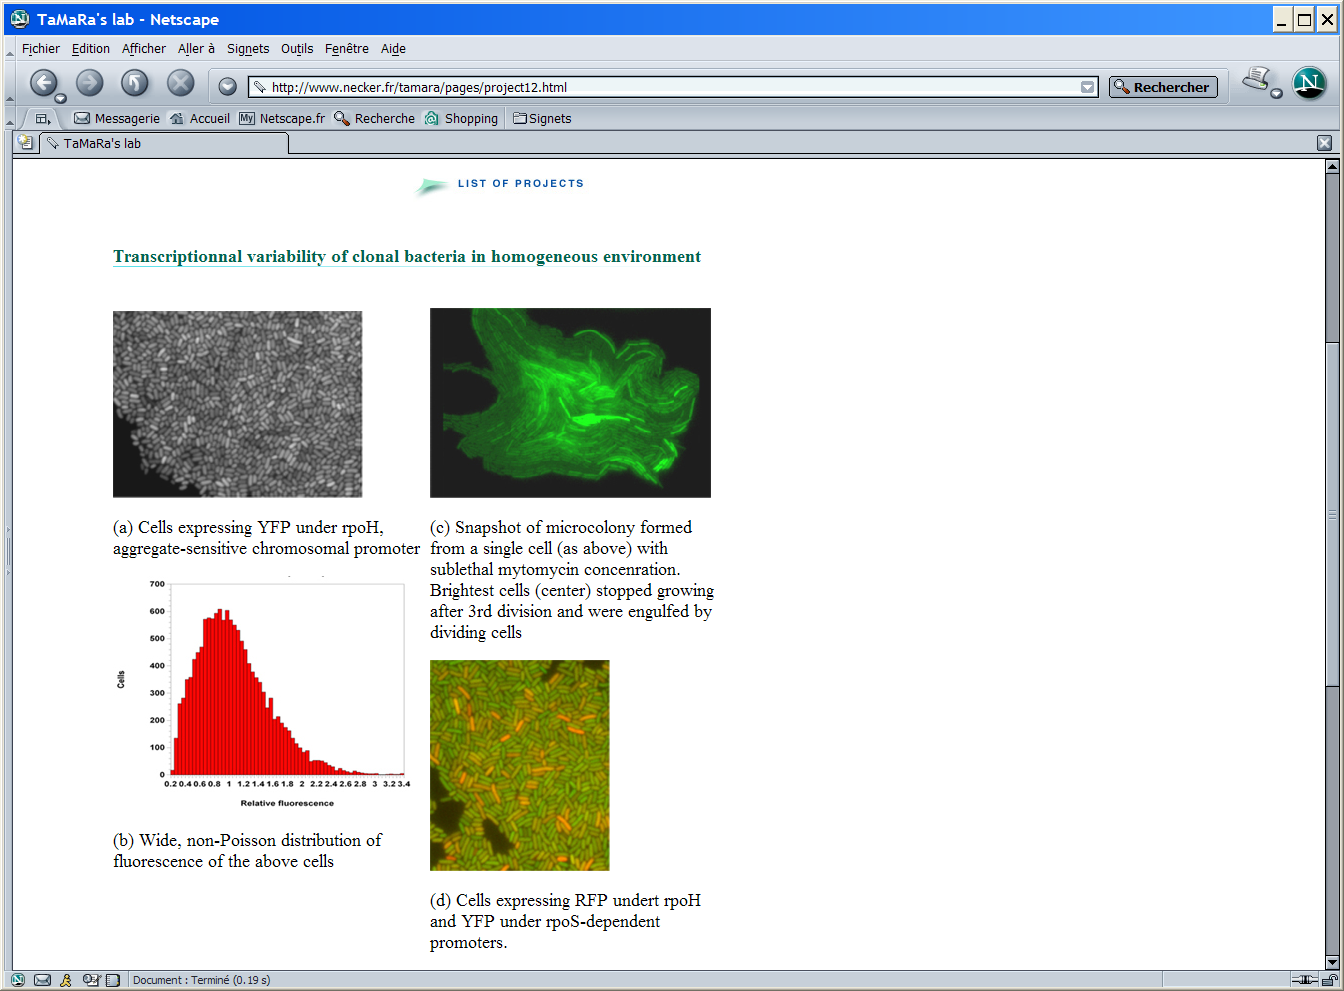 TaMaRa's lab - Netscape
Fichier Edition Afficher Aller à Signets Outils Fenêtre Aide
http://www.necker.fr/tamara/pages/project12.html Rechercher N
Messagerie Accueil My Netscape.fr Recherche Shopping Signets
TaMaRa's lab
LIST OF PROJECTS
Transcriptionnal variability of clonal bacteria in homogeneous environment
(a) Cells expressing YFP under rpoH,
aggregate-sensitive chromosomal promoter
700
600
500
400
300
200
100
0
Cells
0.2 0.4 0.6 0.8 1 1.2 1.4 1.6 1.8 2 2.2 2.4 2.6 2.8 3 3.2 3.4
Relative fluorescence
(b) Wide, non-Poisson distribution of
fluorescence of the above cells
(c) Snapshot of microcolony formed
from a single cell (as above) with
sublethal mytomycin concenration.
Brightest cells (center) stopped growing
after 3rd division and were engulfed by
dividing cells
(d) Cells expressing RFP undert rpoH
and YFP under rpoS-dependent
promoters.
Document : Terminé (0.19 s)